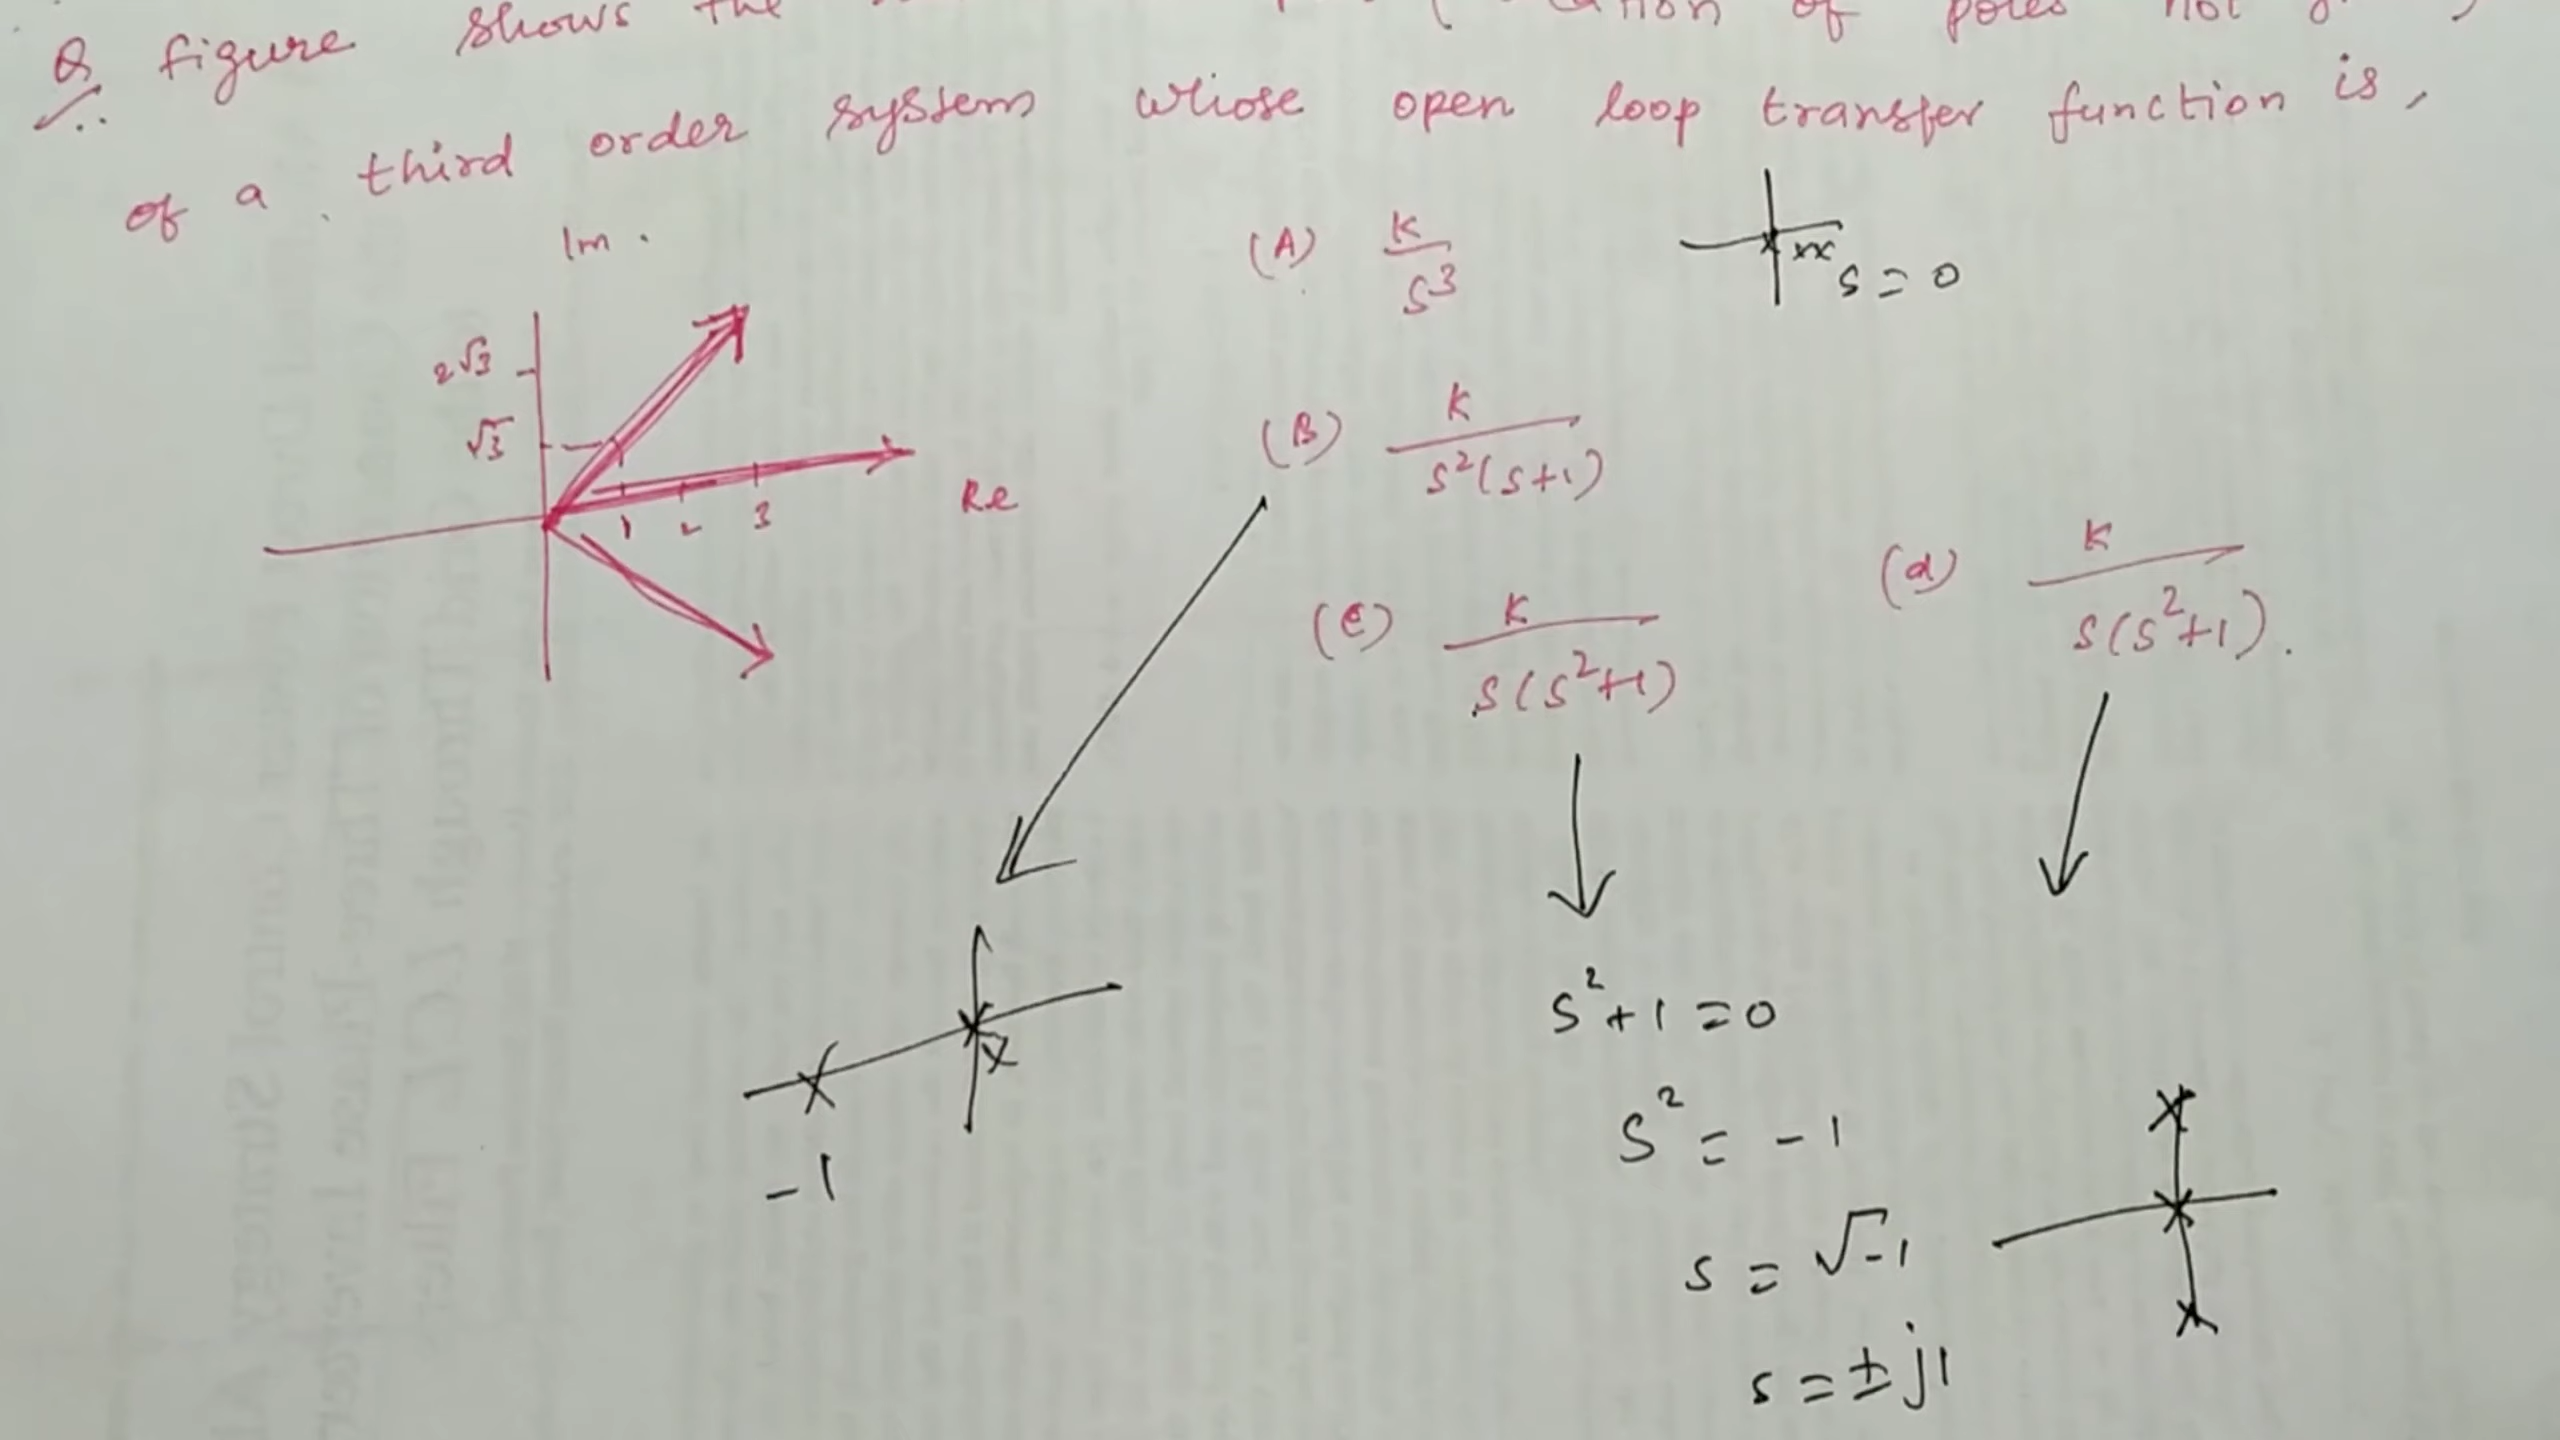 Q. figure shows the of poles not
of a third order system whose open loop transfer function is,
Im.
2√3
√3
1 2 3
Re
(A) K
s³
s = 0
(B) K
s²(s+1)
(C) K
s(s²+1)
(d) K
s(s²+1).
-1
s²+1 = 0
s² = -1
s = √-1
s = ± j1